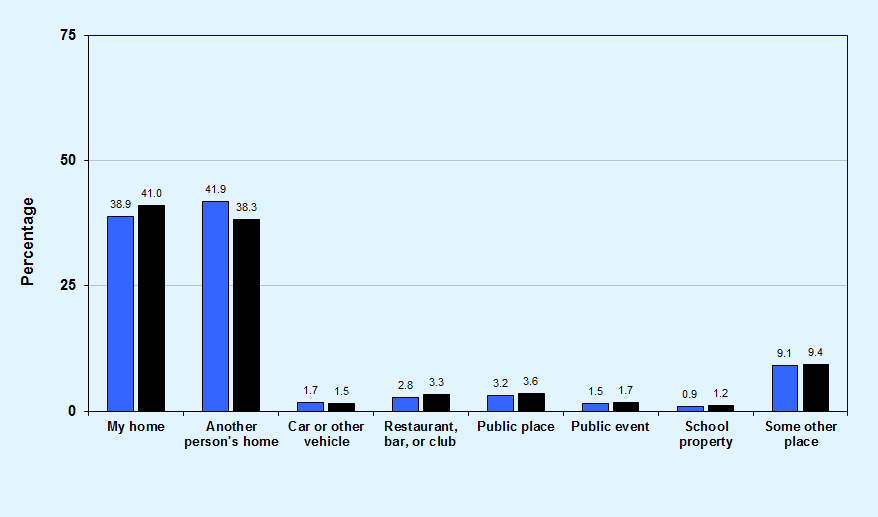 75
50
25
0
Percentage
38.9 41.0 41.9 38.3 1.7 1.5 2.8 3.3 3.2 3.6 1.5 1.7 0.9 1.2 9.1 9.4
My home
Another
person's home
Car or other
vehicle
Restaurant,
bar, or club
Public place
Public event
School
property
Some other
place